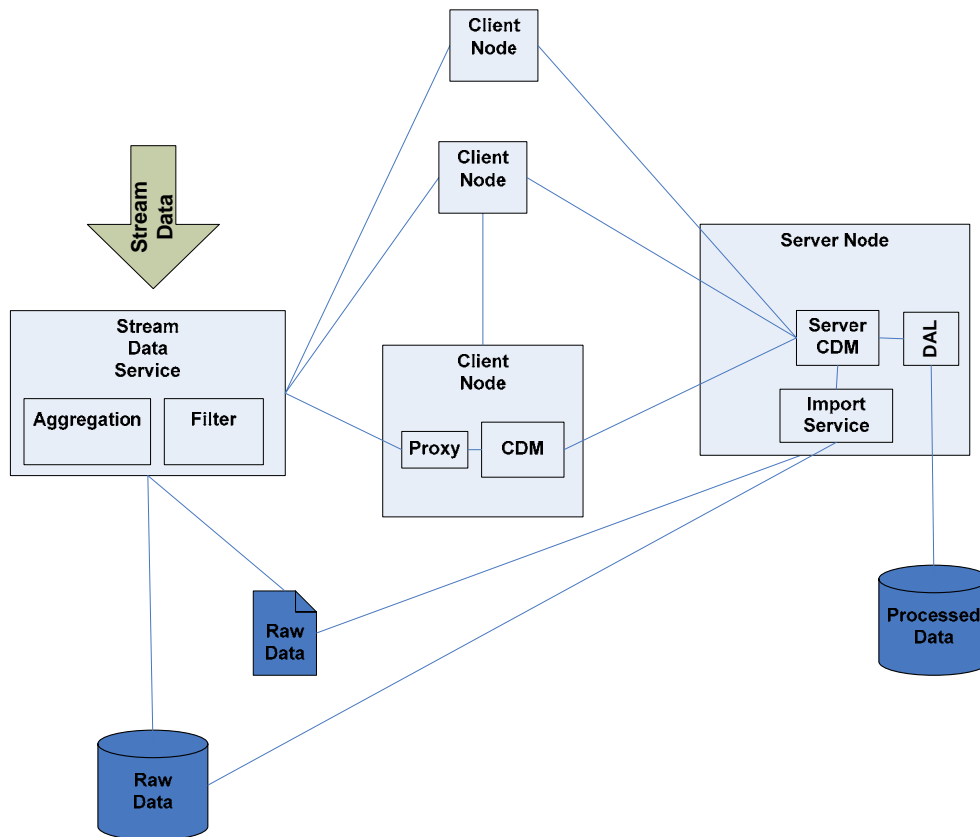 Client
Node
Client
Node
Stream
Data
Server Node
Stream
Data
Service
Aggregation
Filter
Client
Node
Proxy
CDM
Server
CDM
DAL
Import
Service
Raw
Data
Processed
Data
Raw
Data